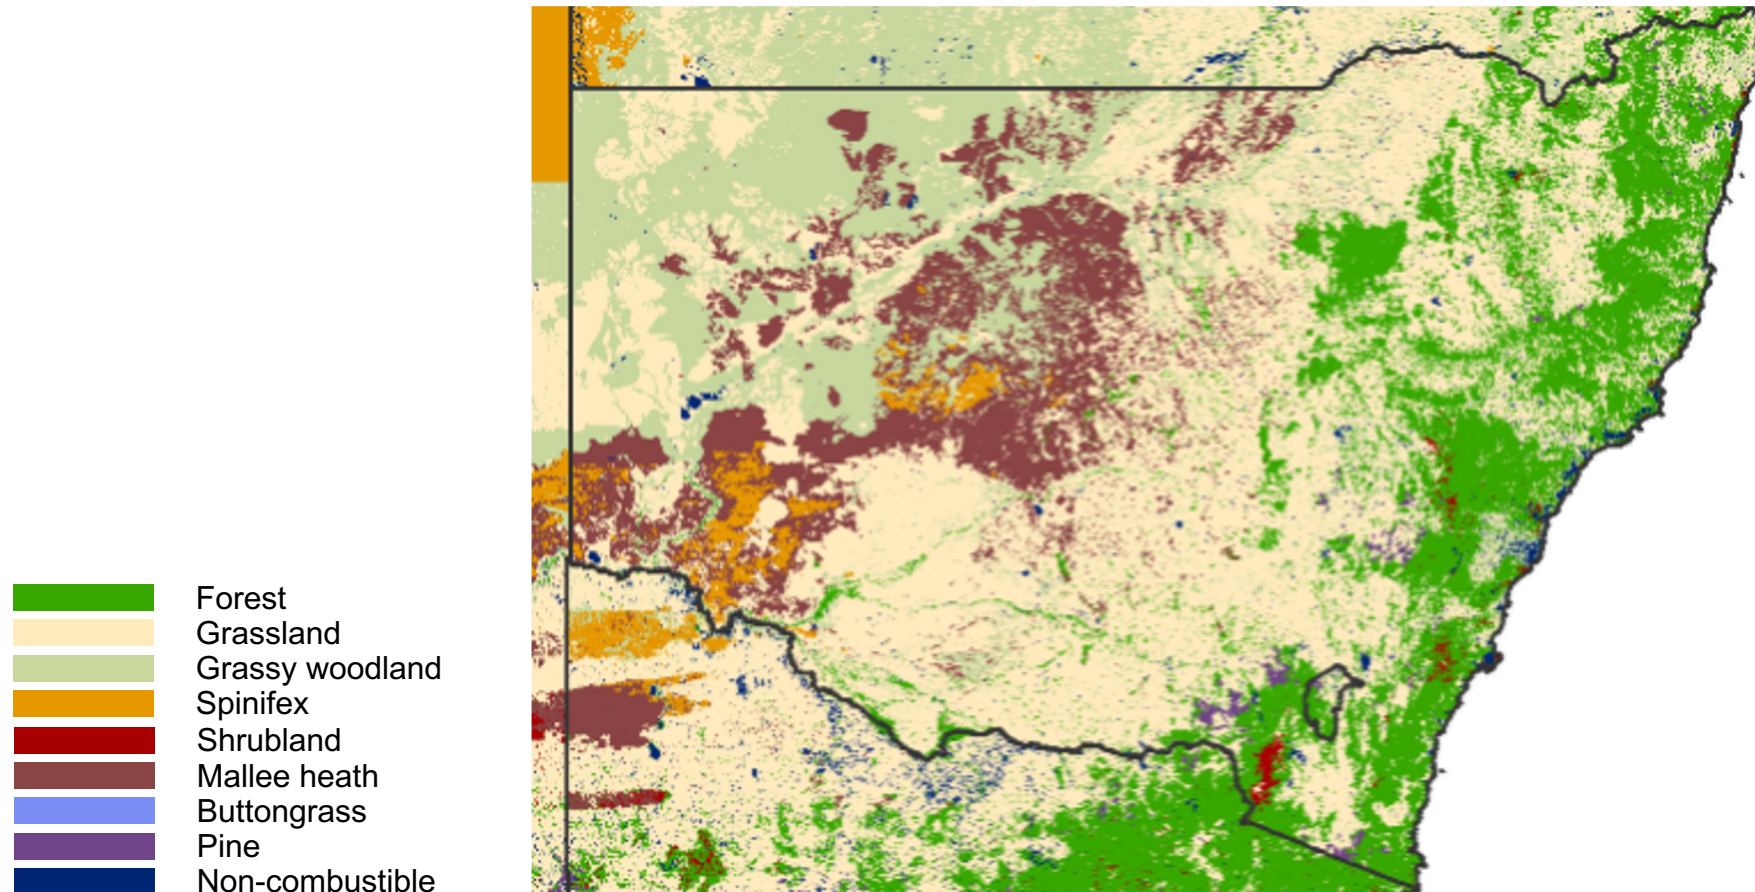 Forest
Grassland
Grassy woodland
Spinifex
Shrubland
Mallee heath
Buttongrass
Pine
Non-combustible